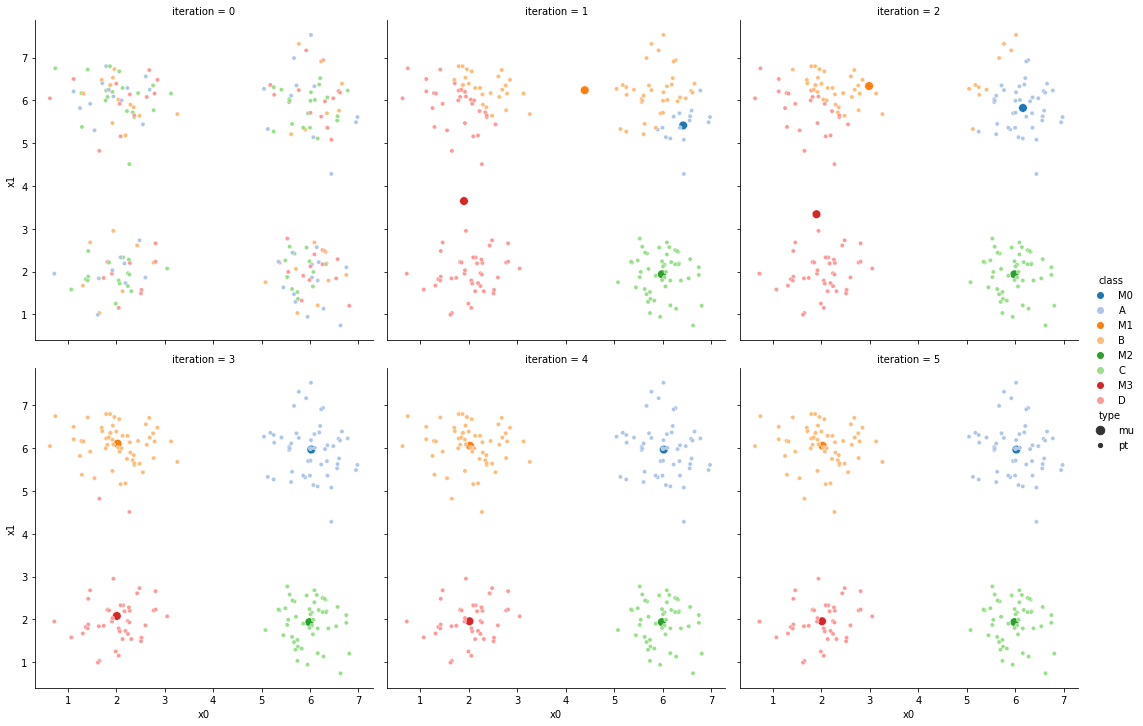 iteration = 0
iteration = 1
iteration = 2
7
6
5
4
3
2
1
x1
iteration = 3
iteration = 4
iteration = 5
7
6
5
4
3
2
1
x1
1 2 3 4 5 6 7
x0
1 2 3 4 5 6 7
x0
1 2 3 4 5 6 7
x0
class
M0
A
M1
B
M2
C
M3
D
type
mu
pt